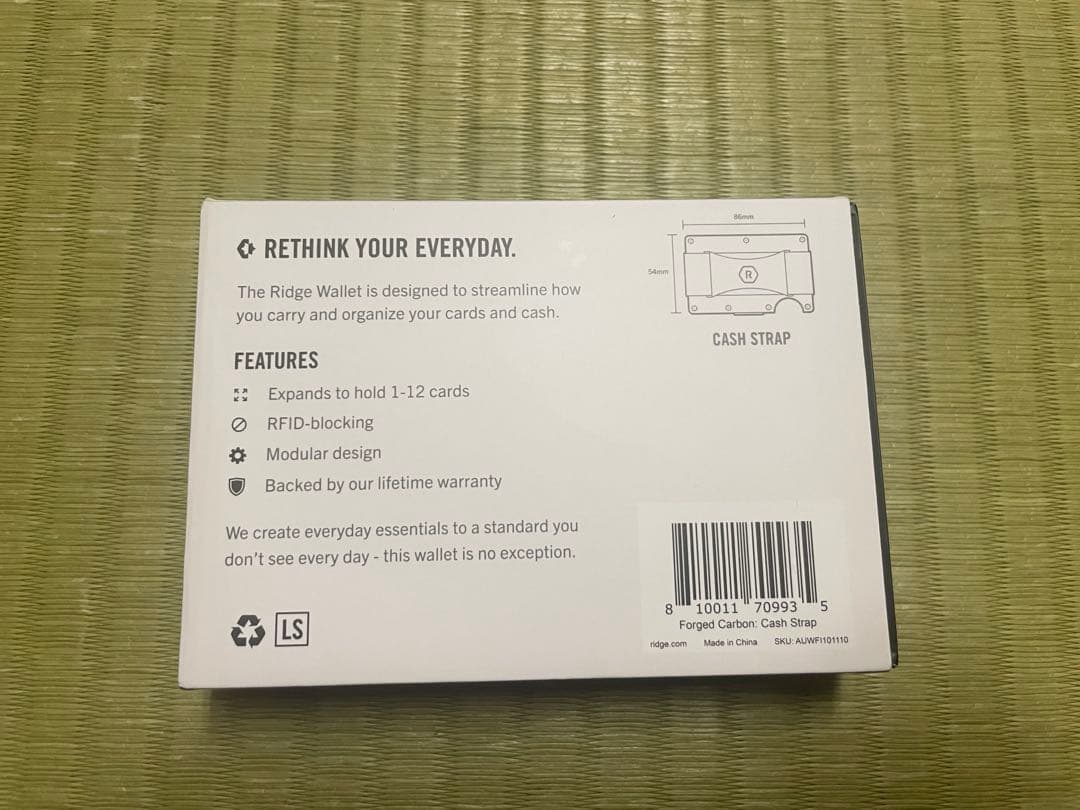 RETHINK YOUR EVERYDAY.
The Ridge Wallet is designed to streamline how
you carry and organize your cards and cash.
FEATURES
Expands to hold 1-12 cards
RFID-blocking
Modular design
Backed by our lifetime warranty
We create everyday essentials to a standard you
don't see every day - this wallet is no exception.
LS
86mm
54mm
R
CASH STRAP
8 10011 70993 5
Forged Carbon: Cash Strap
ridge.com Made in China SKU: AUWFI101110